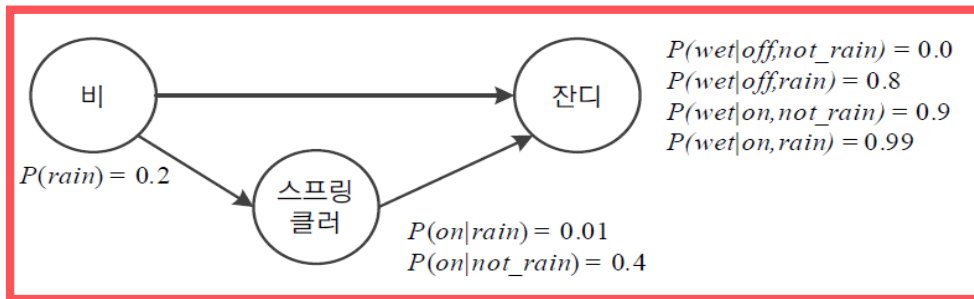 비
P(rain) = 0.2
스프링
클러
P(on|rain) = 0.01
P(on|not_rain) = 0.4
잔디
P(wet|off,not_rain) = 0.0
P(wet|off,rain) = 0.8
P(wet|on,not_rain) = 0.9
P(wet|on,rain) = 0.99